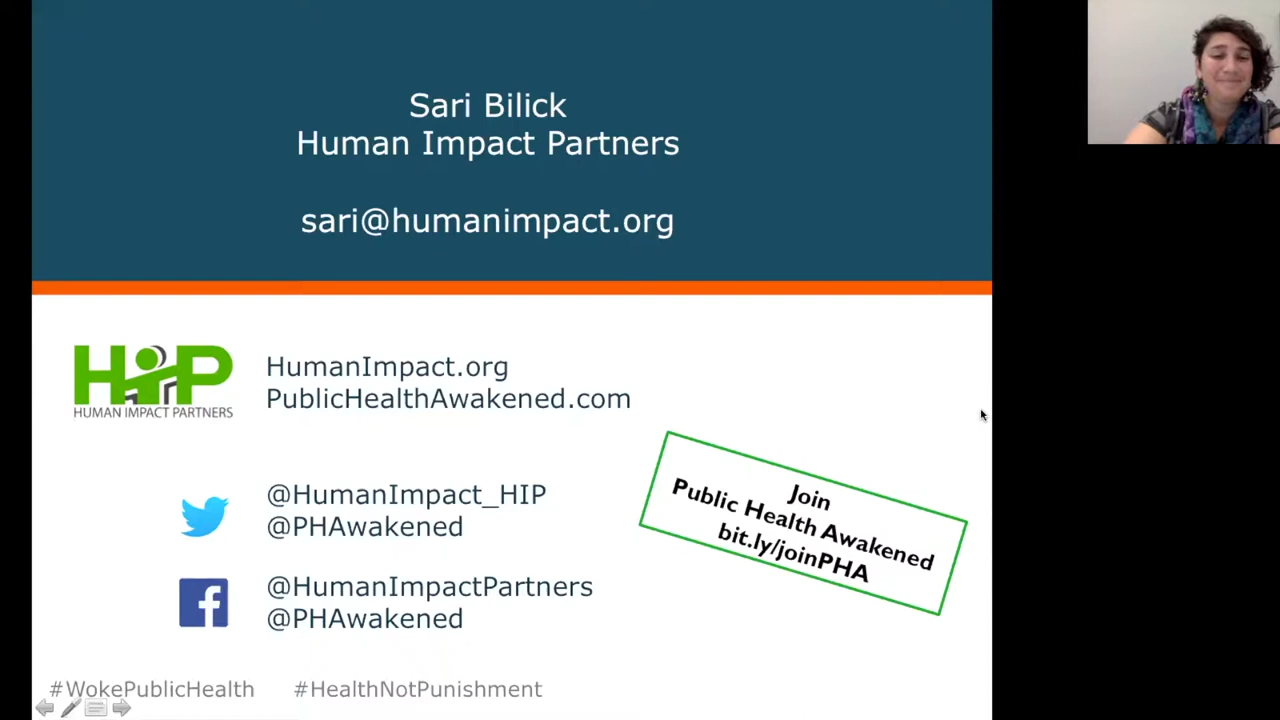 Sari Bilick
Human Impact Partners
sari@humanimpact.org
HiP
HUMAN IMPACT PARTNERS
HumanImpact.org
PublicHealthAwakened.com
@HumanImpact_HIP
@PHAwakened
Join
Public Health Awakened
bit.ly/joinPHA
@HumanImpactPartners
@PHAwakened
#WokePublicHealth #HealthNotPunishment